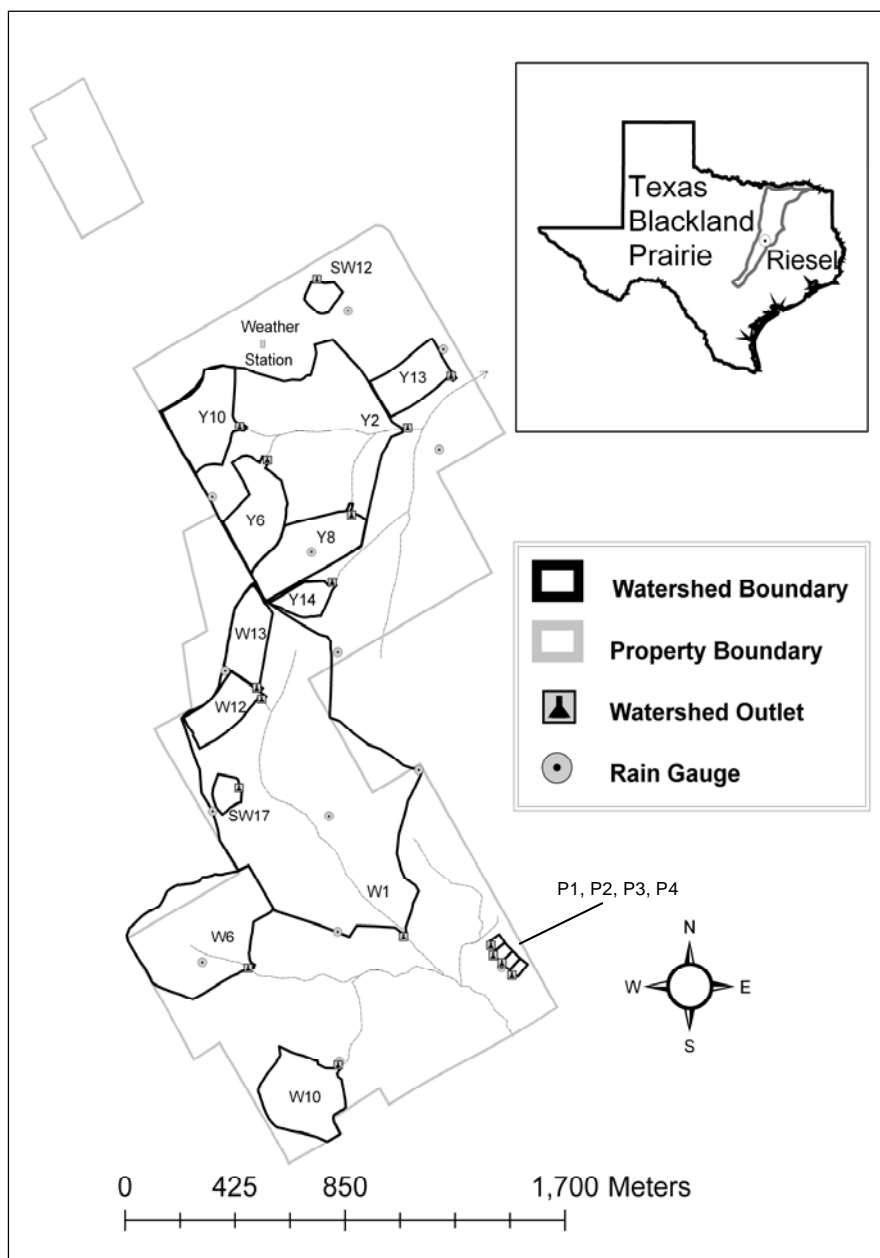 Texas
Blackland
Prairie
Riesel
SW12
Weather
Station
Y13
Y10
Y2
Y6
Y8
Y14
W13
W12
SW17
W1
W6
W10
P1, P2, P3, P4
Watershed Boundary
Property Boundary
Watershed Outlet
Rain Gauge
N
W
E
S
0
425
850
1,700 Meters